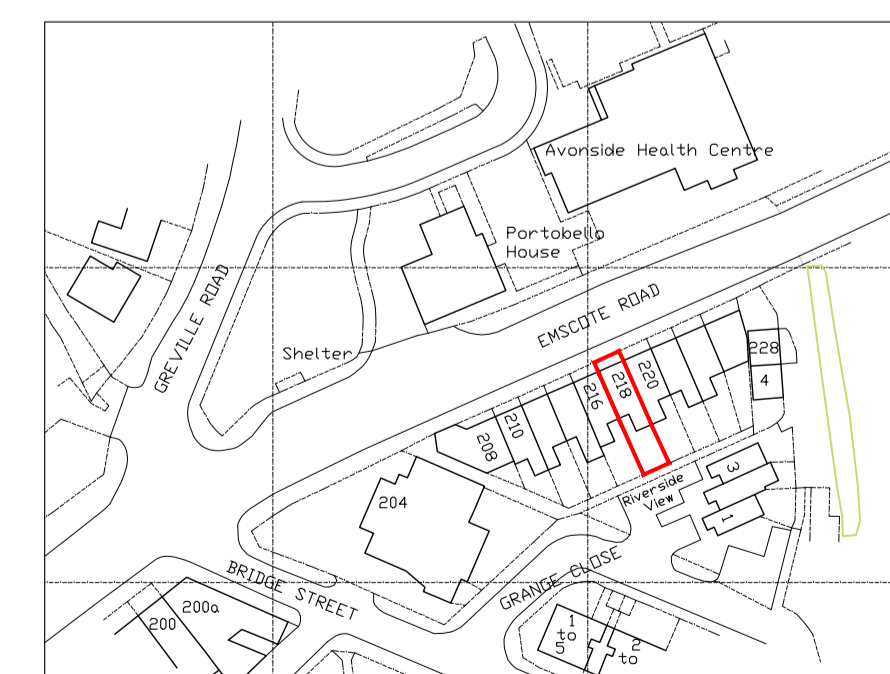 Avonside Health Centre
Portobello
House
GREVILLE ROAD
EMSCOTE ROAD
Shelter
228
4
220
218
216
210
208
204
3
1
Riverside
View
GRANGE CLOSE
BRIDGE STREET
200a
200
1
to
5
2
to